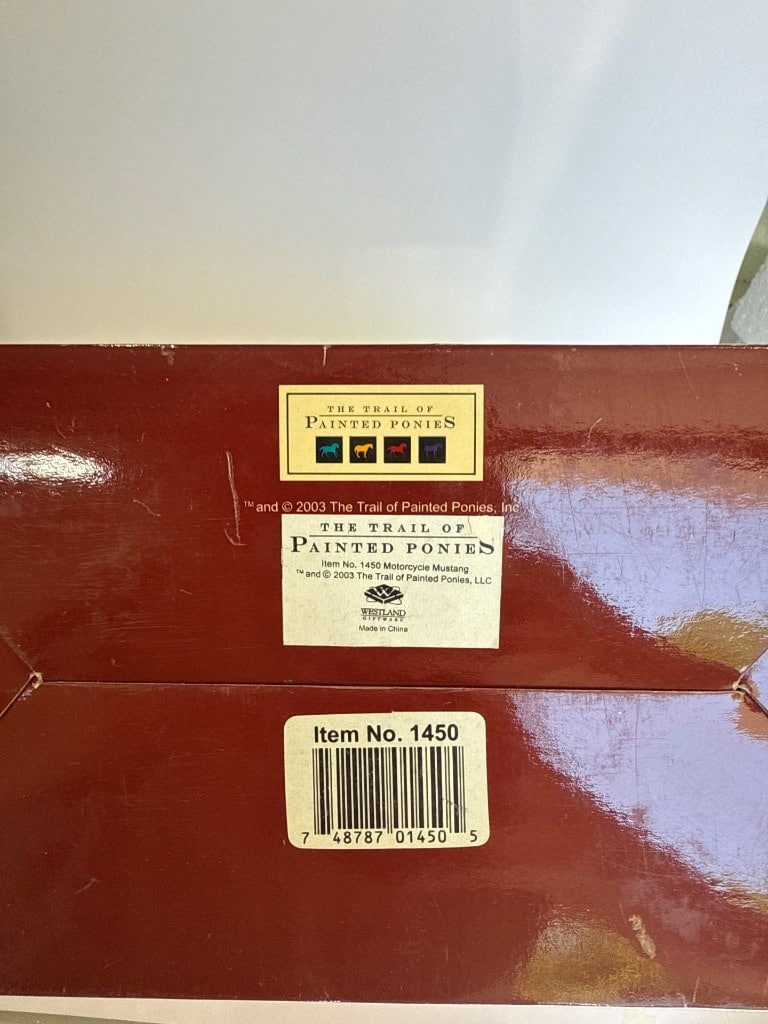 THE TRAIL OF
PAINTED PONIES
™ and © 2003 The Trail of Painted Ponies, Inc
THE TRAIL OF
PAINTED PONIES
Item No. 1450 Motorcycle Mustang
™ and © 2003 The Trail of Painted Ponies, LLC
WESTLAND
GIFTWARE
Made in China
Item No. 1450
7 48787 01450 5